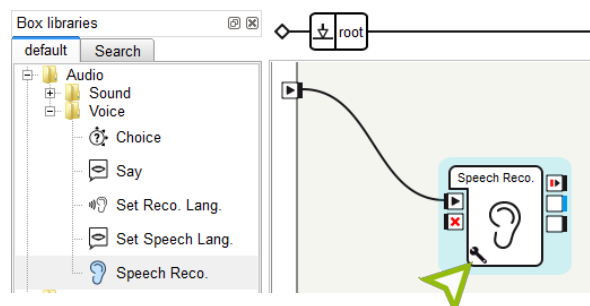 Box libraries
default
Search
Audio
Sound
Voice
Choice
Say
Set Reco. Lang.
Set Speech Lang.
Speech Reco.
root
Speech Reco.